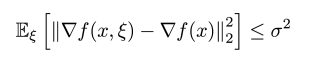 𝔼_ξ [‖∇f(x, ξ) − ∇f(x)‖₂²] ≤ σ²